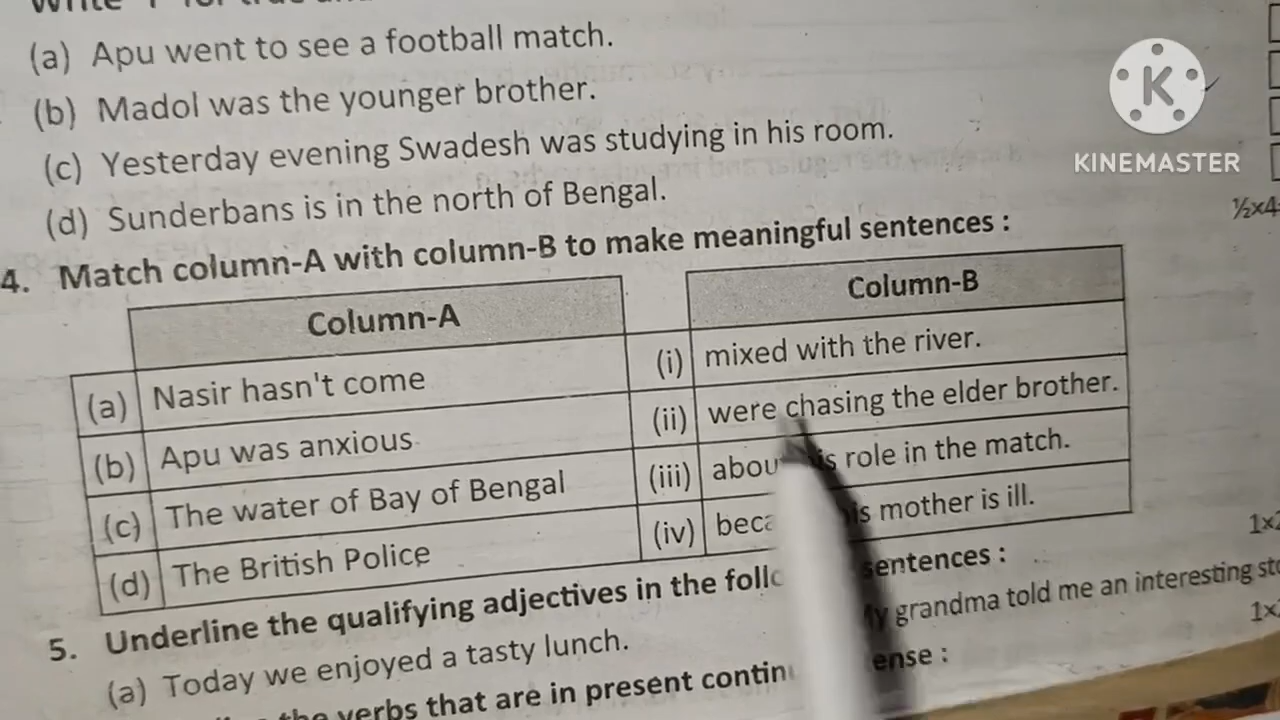 (a) Apu went to see a football match.
(b) Madol was the younger brother.
(c) Yesterday evening Swadesh was studying in his room.
(d) Sunderbans is in the north of Bengal.
KINEMASTER
½x4
4. Match column-A with column-B to make meaningful sentences :
Column-A Column-B
(a) Nasir hasn't come (i) mixed with the river.
(b) Apu was anxious (ii) were chasing the elder brother.
(c) The water of Bay of Bengal (iii) role in the match.
(d) The British Police (iv) mother is ill.
1x
5. Underline the qualifying adjectives in the sentences :
(a) Today we enjoyed a tasty lunch. grandma told me an interesting
1x
the verbs that are in present